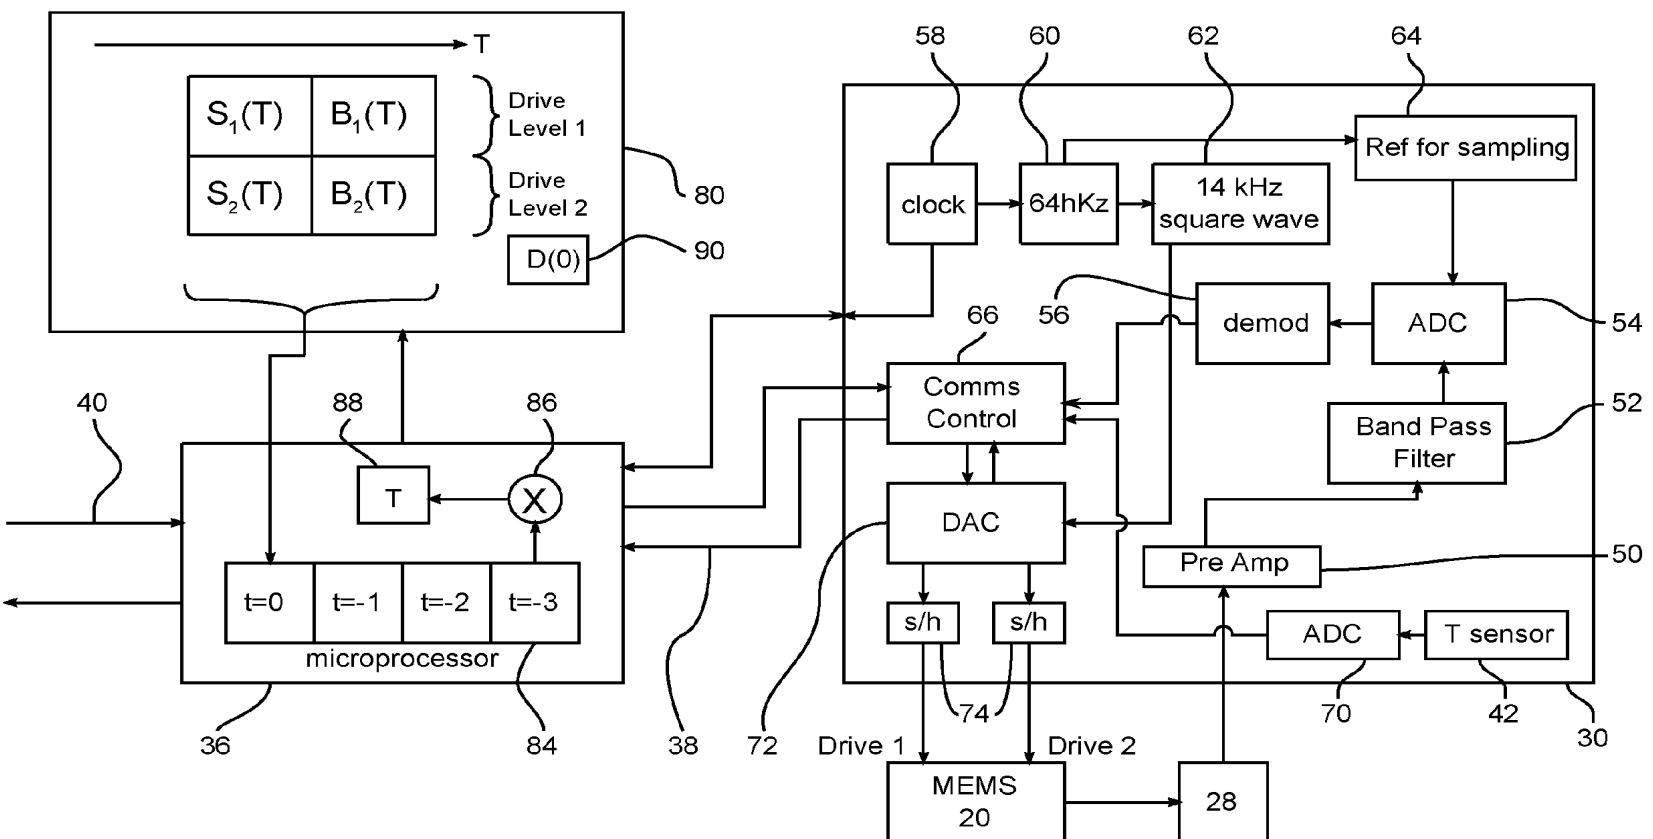 58
60
62
64
T
S1(T)
B1(T)
Drive
Level 1
S2(T)
B2(T)
Drive
Level 2
80
90
D(0)
clock
64hKz
14 kHz
square wave
Ref for sampling
56
demod
ADC
54
66
Comms
Control
52
Band Pass
Filter
40
88
86
T
X
DAC
Pre Amp
50
t=0
t=-1
t=-2
t=-3
microprocessor
s/h
s/h
ADC
T sensor
36
84
38
72
74
70
42
30
Drive 1
Drive 2
MEMS
20
28